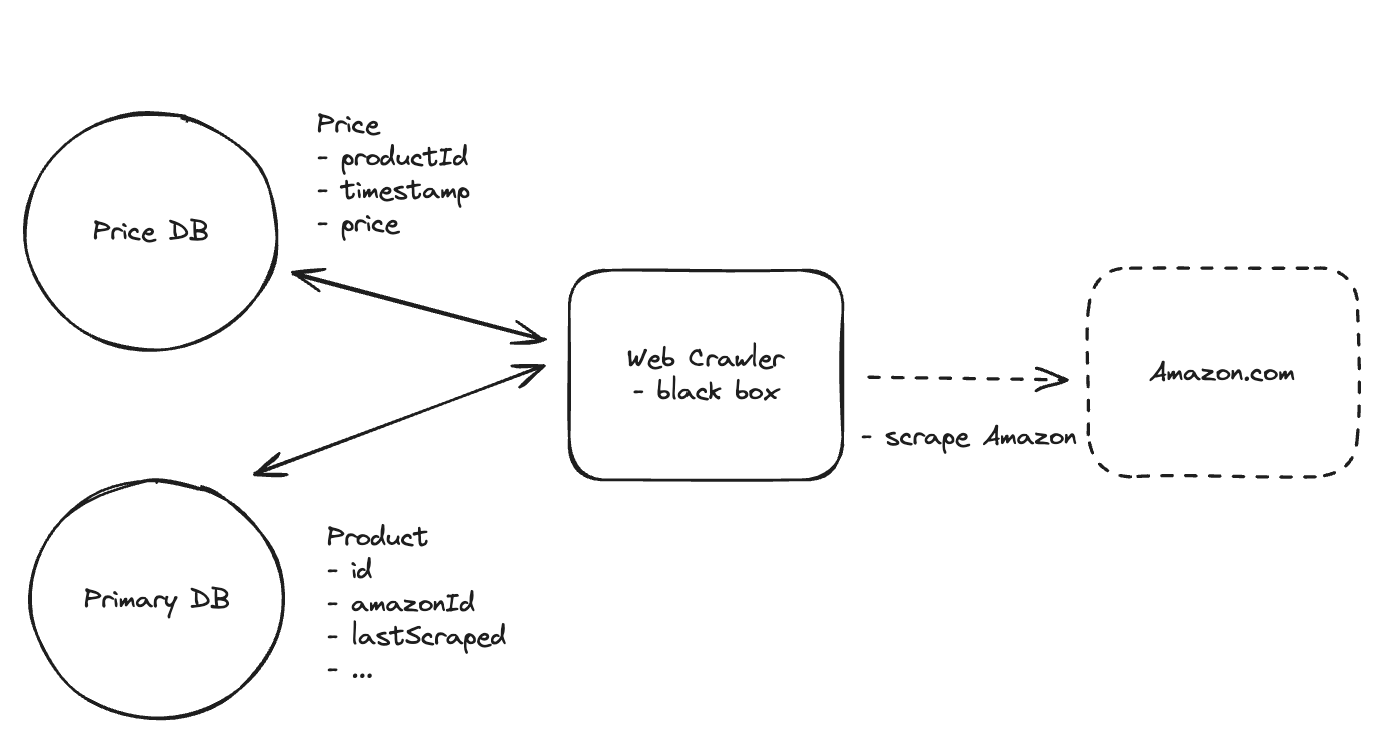 Price
- productId
- timestamp
- price
Price DB
Web Crawler
- black box
Amazon.com
- scrape Amazon
Product
- id
- amazonId
- lastScraped
- ...
Primary DB